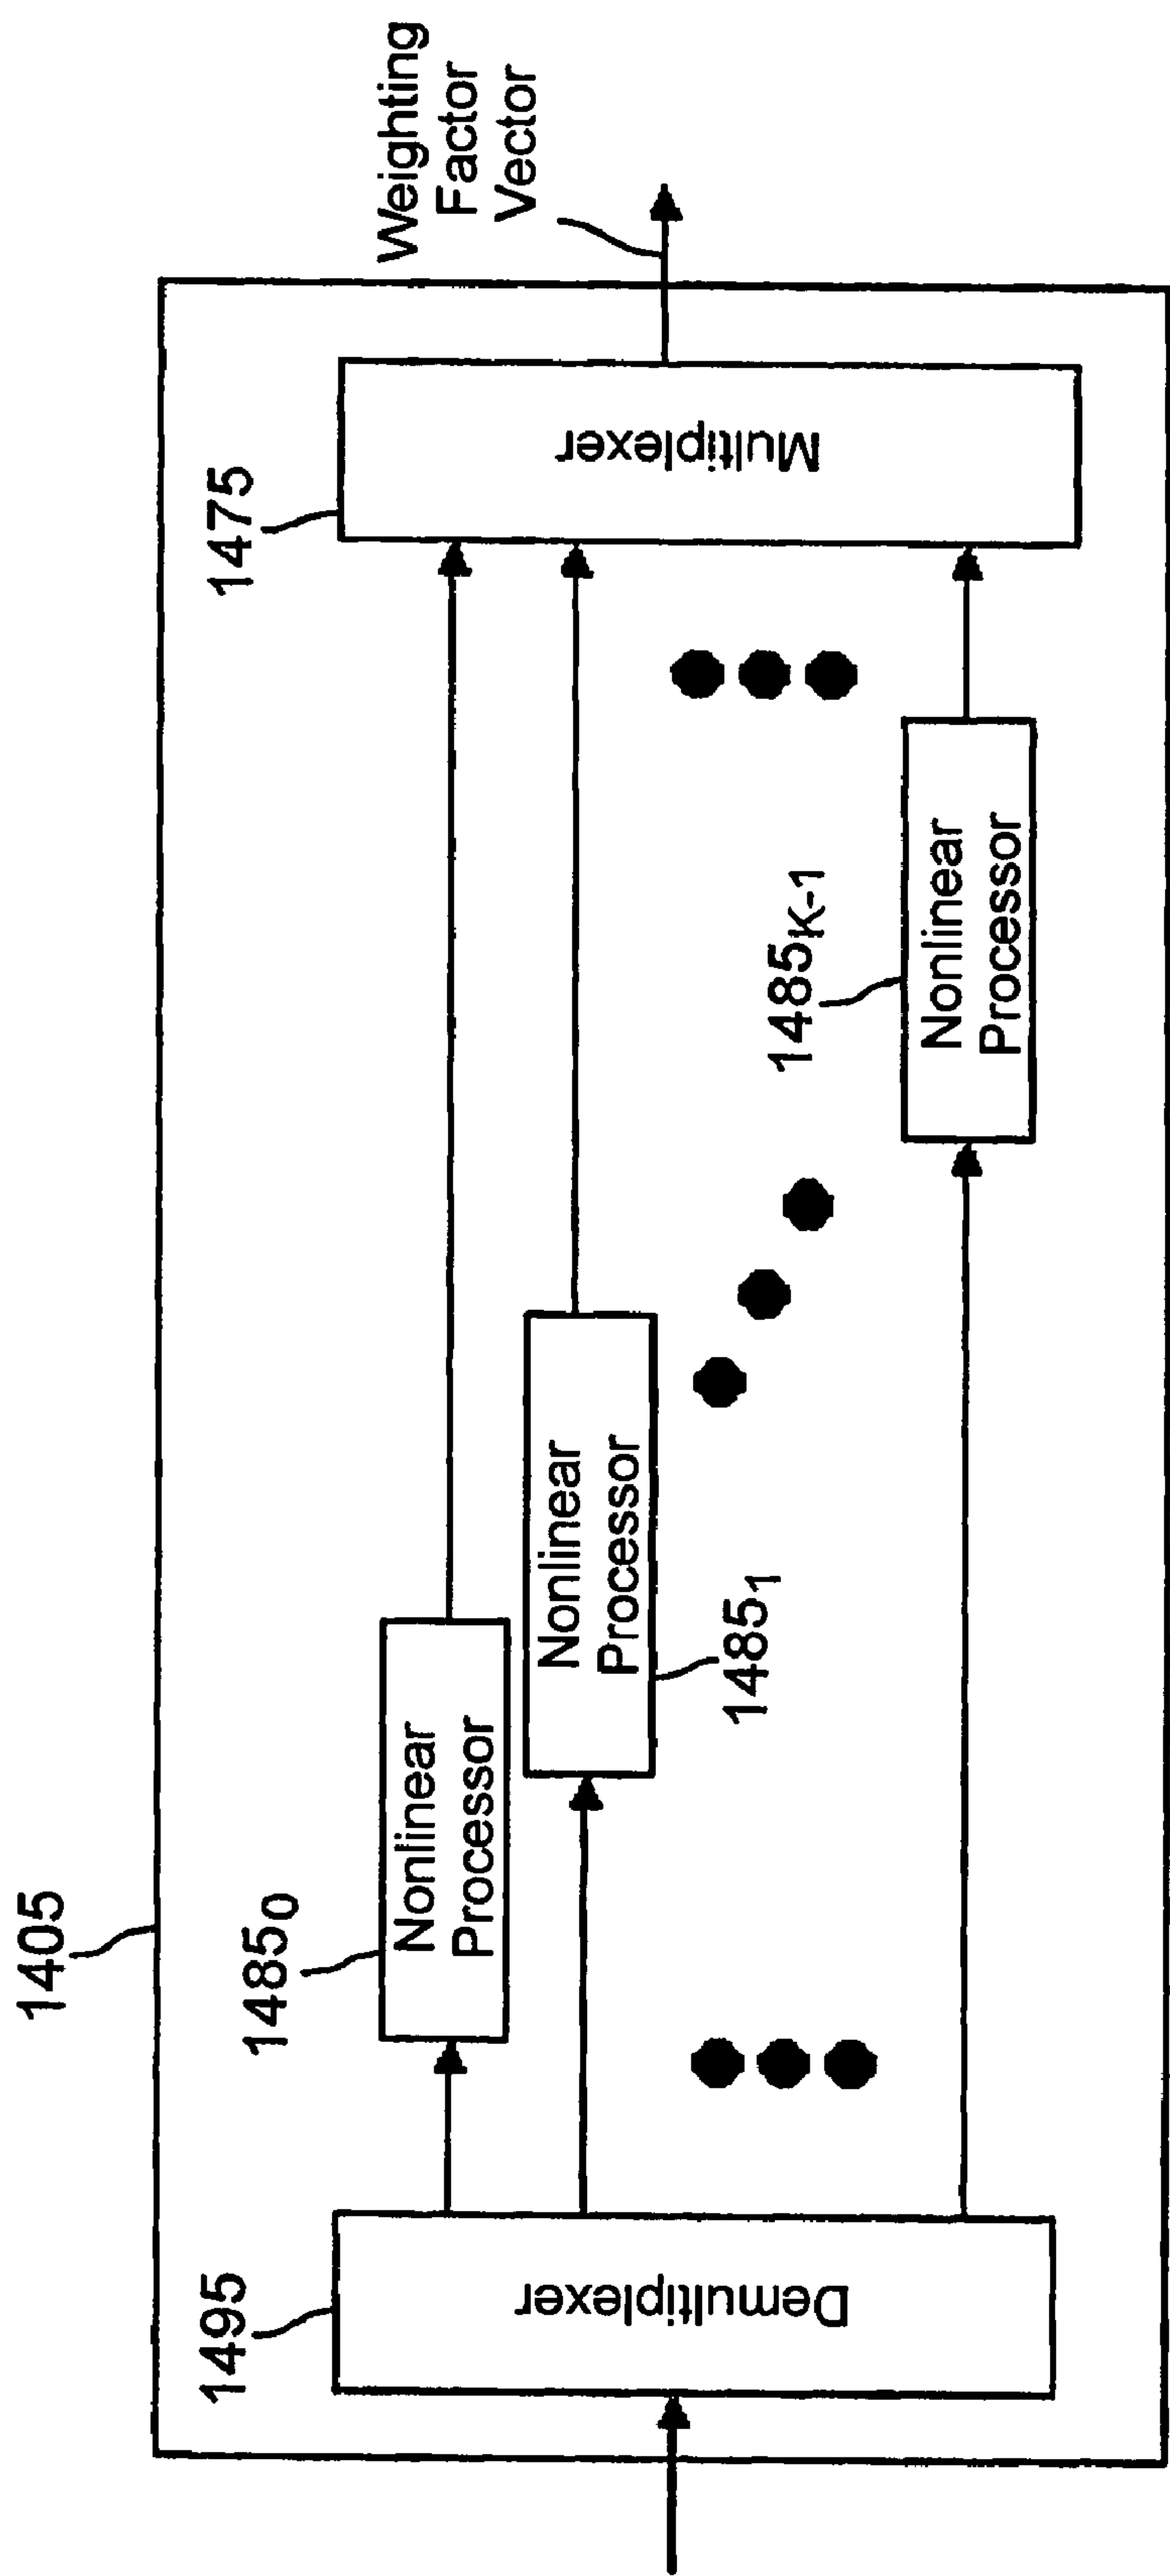 1405
1495
Demultiplexer
1485₀
Nonlinear
Processor
Nonlinear
Processor
1485₁
1485K-1
Nonlinear
Processor
1475
Multiplexer
Weighting
Factor
Vector